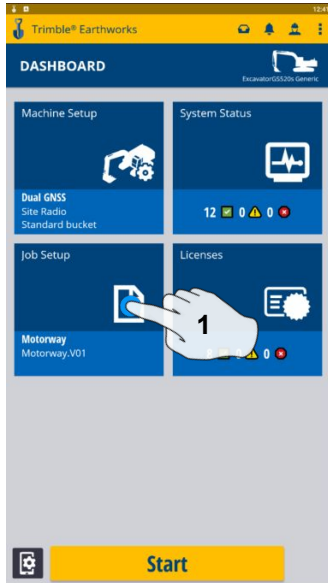 12:41
Trimble® Earthworks
DASHBOARD
ExcavatorGS520s Generic
Machine Setup
Dual GNSS
Site Radio
Standard bucket
System Status
12 0 0
Job Setup
Motorway
Motorway.V01
Licenses
1
0 0
Start